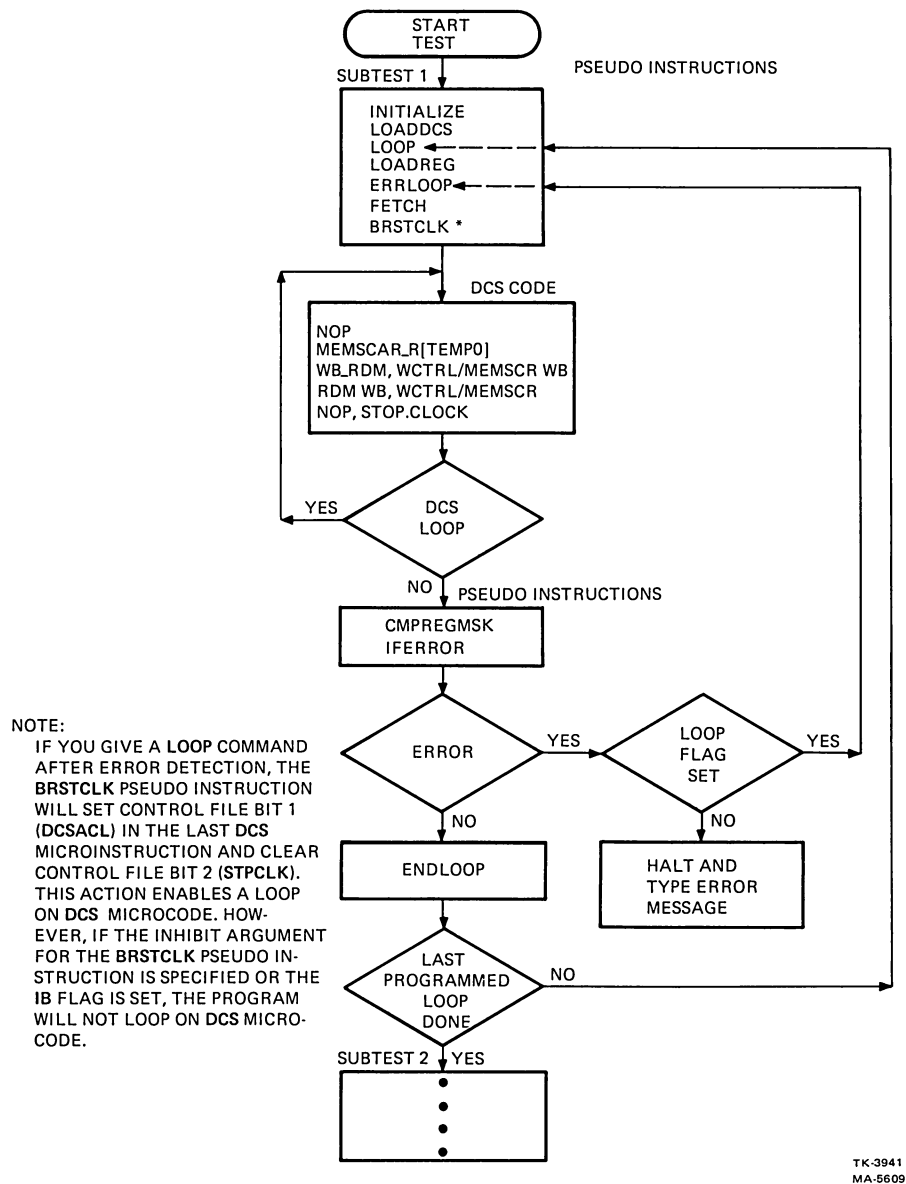 START
TEST
SUBTEST 1
PSEUDO INSTRUCTIONS
INITIALIZE
LOADDCS
LOOP
LOADREG
ERRLOOP
FETCH
BRSTCLK *
DCS CODE
NOP
MEMSCAR_R[TEMP0]
WB_RDM, WCTRL/MEMSCR WB
RDM WB, WCTRL/MEMSCR
NOP, STOP.CLOCK
YES
DCS
LOOP
NO
PSEUDO INSTRUCTIONS
CMPREGMSK
IFERROR
ERROR
YES
LOOP
FLAG
SET
YES
NO
NO
HALT AND
TYPE ERROR
MESSAGE
ENDLOOP
LAST
PROGRAMMED
LOOP
DONE
NO
SUBTEST 2
YES
NOTE:
IF YOU GIVE A LOOP COMMAND
AFTER ERROR DETECTION, THE
BRSTCLK PSEUDO INSTRUCTION
WILL SET CONTROL FILE BIT 1
(DCSACL) IN THE LAST DCS
MICROINSTRUCTION AND CLEAR
CONTROL FILE BIT 2 (STPCLK).
THIS ACTION ENABLES A LOOP
ON DCS MICROCODE. HOW-
EVER, IF THE INHIBIT ARGUMENT
FOR THE BRSTCLK PSEUDO IN-
STRUCTION IS SPECIFIED OR THE
IB FLAG IS SET, THE PROGRAM
WILL NOT LOOP ON DCS MICRO-
CODE.
TK-3941
MA-5609